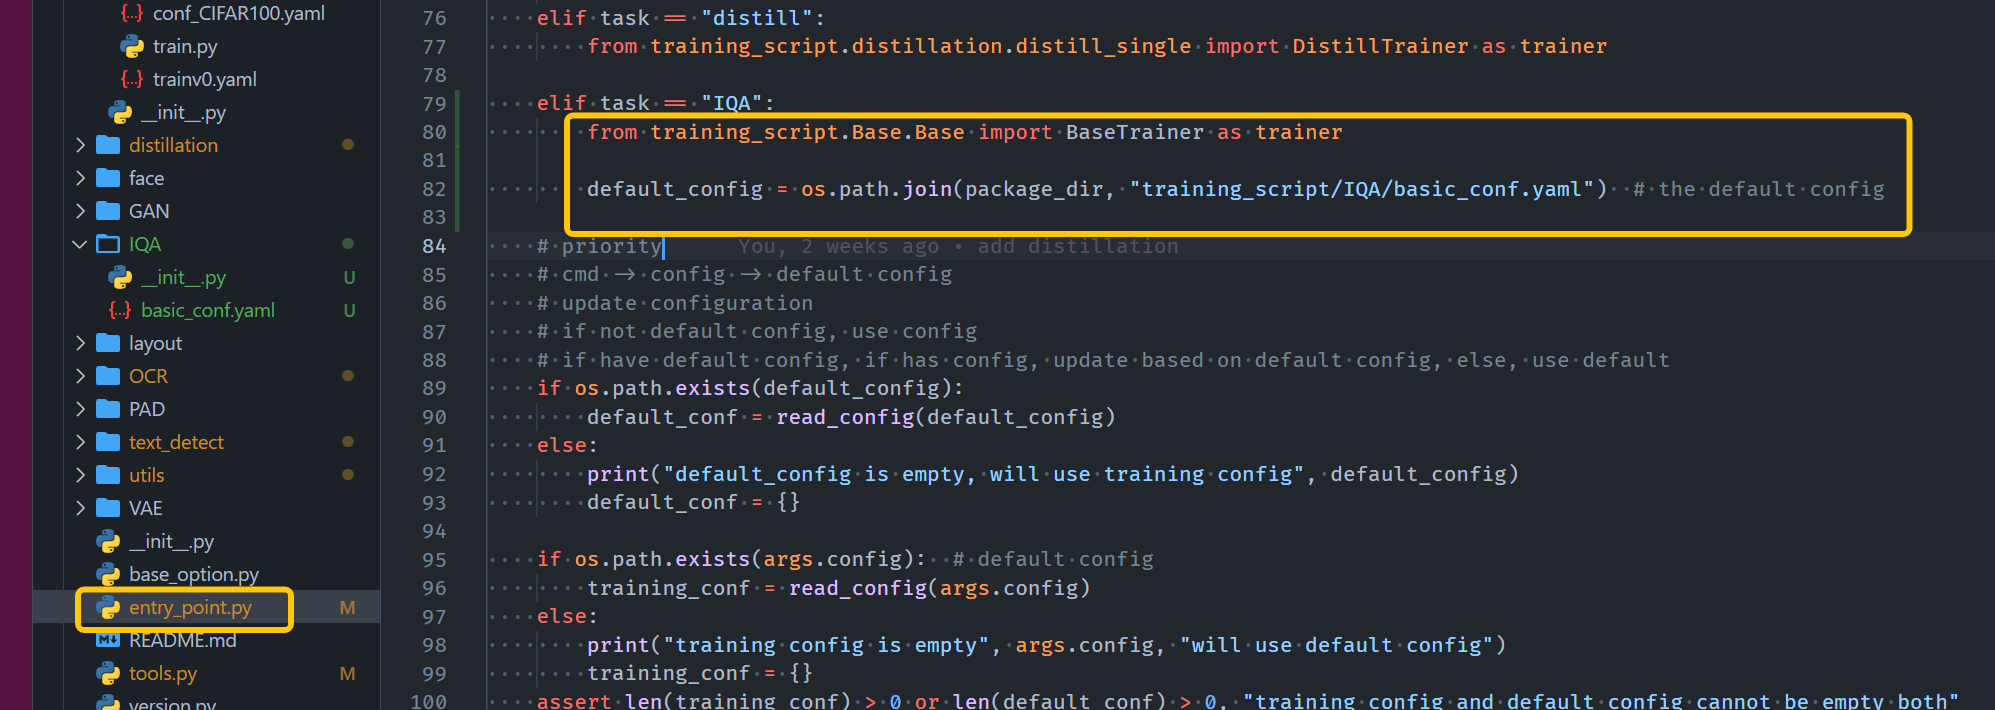 conf_CIFAR100.yaml
train.py
trainv0.yaml
__init__.py
distillation
face
GAN
IQA
__init__.py U
basic_conf.yaml U
layout
OCR
PAD
text_detect
utils
VAE
__init__.py
base_option.py
entry_point.py M
README.md
tools.py M
version.py
76 elif task == "distill":
77 from training_script.distillation.distill_single import DistillTrainer as trainer
78
79 elif task == "IQA":
80 from training_script.Base.Base import BaseTrainer as trainer
81
82 default_config = os.path.join(package_dir, "training_script/IQA/basic_conf.yaml") # the default config
83
84 # priority You, 2 weeks ago • add distillation
85 # cmd -> config -> default config
86 # update configuration
87 # if not default config, use config
88 # if have default config, if has config, update based on default config, else, use default
89 if os.path.exists(default_config):
90 default_conf = read_config(default_config)
91 else:
92 print("default_config is empty, will use training config", default_config)
93 default_conf = {}
94
95 if os.path.exists(args.config): # default config
96 training_conf = read_config(args.config)
97 else:
98 print("training config is empty", args.config, "will use default config")
99 training_conf = {}
100 assert len(training_conf) > 0 or len(default_conf) > 0, "training config and default config cannot be empty both"